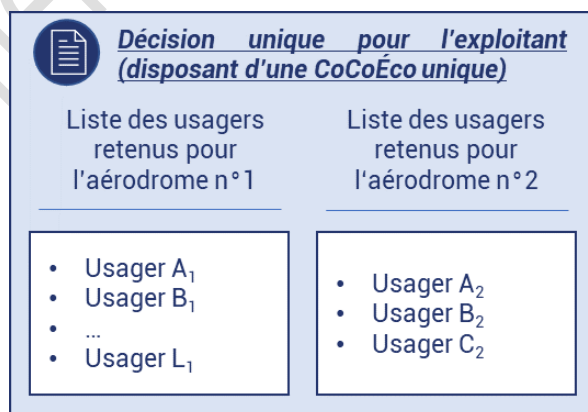 Décision unique pour l'exploitant
(disposant d'une CoCoÉco unique)
Liste des usagers
retenus pour
l'aérodrome n°1
Liste des usagers
retenus pour
l'aérodrome n°2
• Usager A₁
• Usager B₁
• ...
• Usager L₁
• Usager A₂
• Usager B₂
• Usager C₂